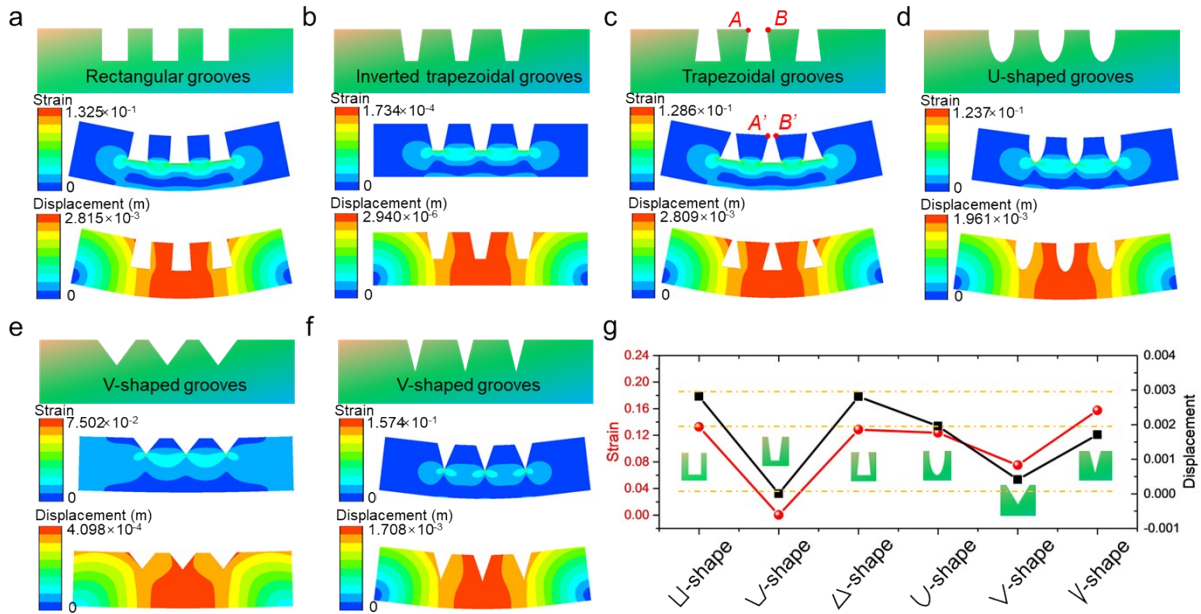 a
Rectangular grooves
Strain
1.325×10⁻¹
0
Displacement (m)
2.815×10⁻³
0
b
Inverted trapezoidal grooves
Strain
1.734×10⁻⁴
0
Displacement (m)
2.940×10⁻⁶
0
c
A B
Trapezoidal grooves
Strain
1.286×10⁻¹
A' B'
0
Displacement (m)
2.809×10⁻³
0
d
U-shaped grooves
Strain
1.237×10⁻¹
0
Displacement (m)
1.961×10⁻³
0
e
V-shaped grooves
Strain
7.502×10⁻²
0
Displacement (m)
4.098×10⁻⁴
0
f
V-shaped grooves
Strain
1.574×10⁻¹
0
Displacement (m)
1.708×10⁻³
0
g
Strain
0.24
0.20
0.16
0.12
0.08
0.04
0.00
Displacement
0.004
0.003
0.002
0.001
0.000
-0.001
⊔-shape
\_/-shape
△-shape
U-shape
V-shape
V-shape